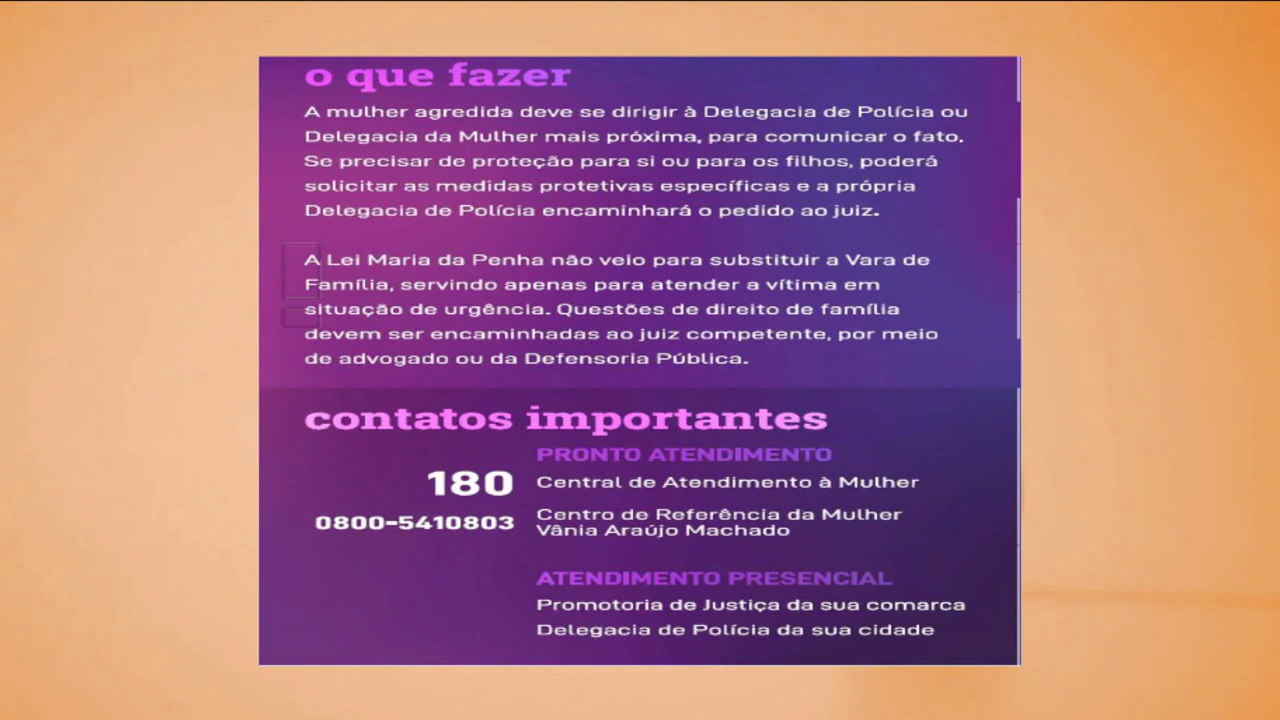 o que fazer
A mulher agredida deve se dirigir à Delegacia de Polícia ou
Delegacia da Mulher mais próxima, para comunicar o fato.
Se precisar de proteção para si ou para os filhos, poderá
solicitar as medidas protetivas específicas e a própria
Delegacia de Polícia encaminhará o pedido ao juiz.
A Lei Maria da Penha não veio para substituir a Vara de
Família, servindo apenas para atender a vítima em
situação de urgência. Questões de direito de família
devem ser encaminhadas ao juiz competente, por meio
de advogado ou da Defensoria Pública.
contatos importantes
PRONTO ATENDIMENTO
180 Central de Atendimento à Mulher
0800-5410803 Centro de Referência da Mulher
Vânia Araújo Machado
ATENDIMENTO PRESENCIAL
Promotoria de Justiça da sua comarca
Delegacia de Polícia da sua cidade